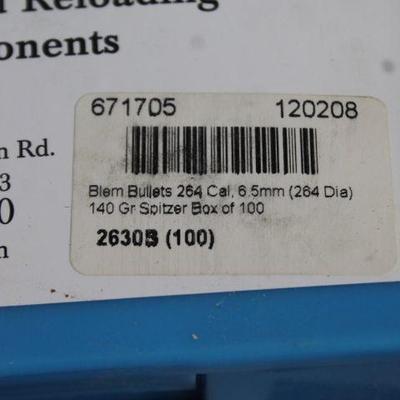 Reloading
onents
n Rd.
3
0
n
671705 120208
Blem Bullets 264 Cal, 6.5mm (264 Dia)
140 Gr Spitzer Box of 100
2630B (100)